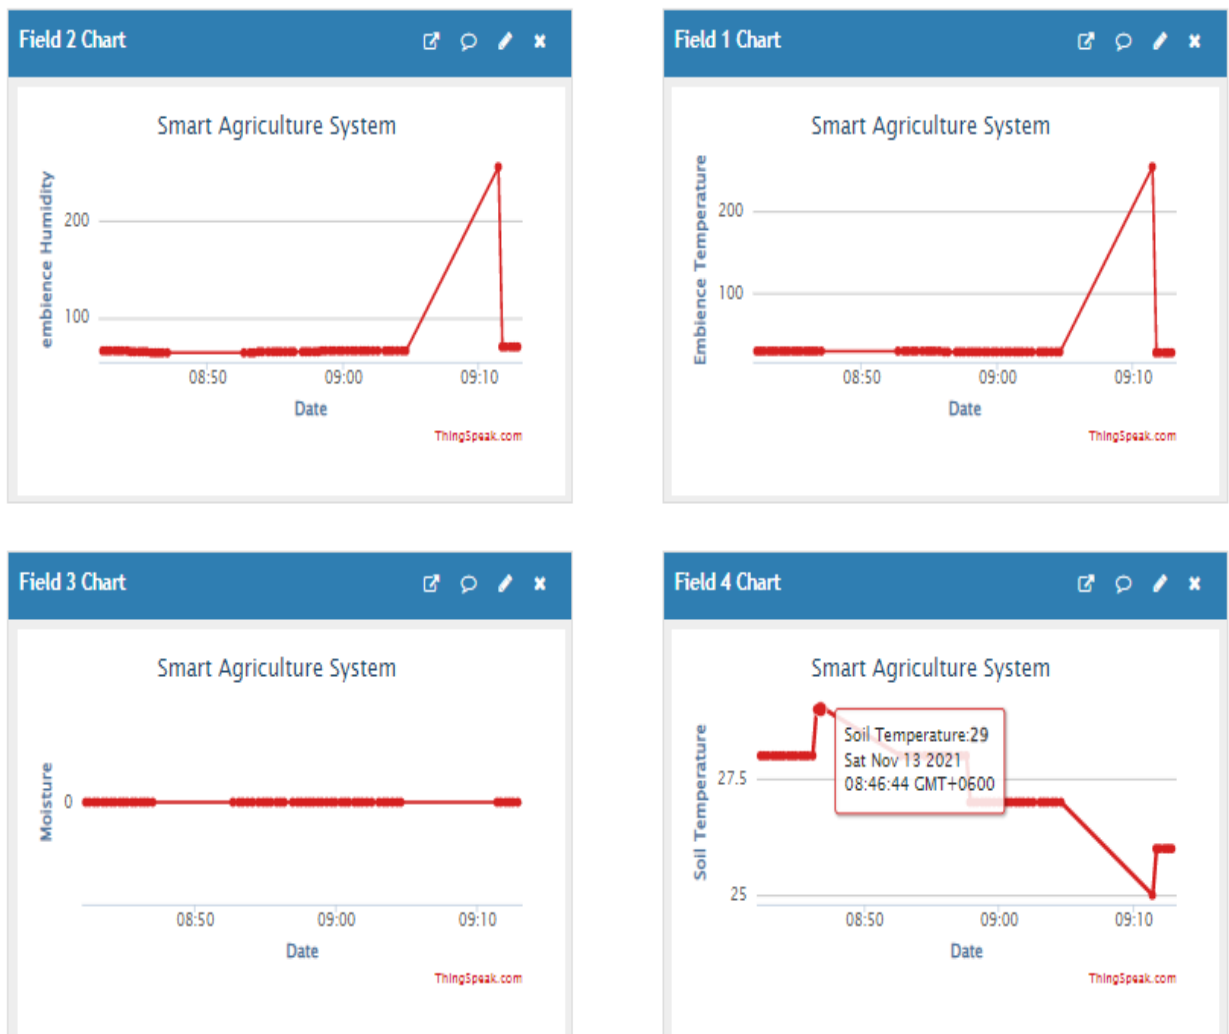 Field 2 Chart
Smart Agriculture System
embience Humidity
200
100
08:50 09:00 09:10
Date
ThingSpeak.com
Field 1 Chart
Smart Agriculture System
Embience Temperature
200
100
08:50 09:00 09:10
Date
ThingSpeak.com
Field 3 Chart
Smart Agriculture System
Moisture
0
08:50 09:00 09:10
Date
ThingSpeak.com
Field 4 Chart
Smart Agriculture System
Soil Temperature
27.5
25
Soil Temperature:29
Sat Nov 13 2021
08:46:44 GMT+0600
08:50 09:00 09:10
Date
ThingSpeak.com